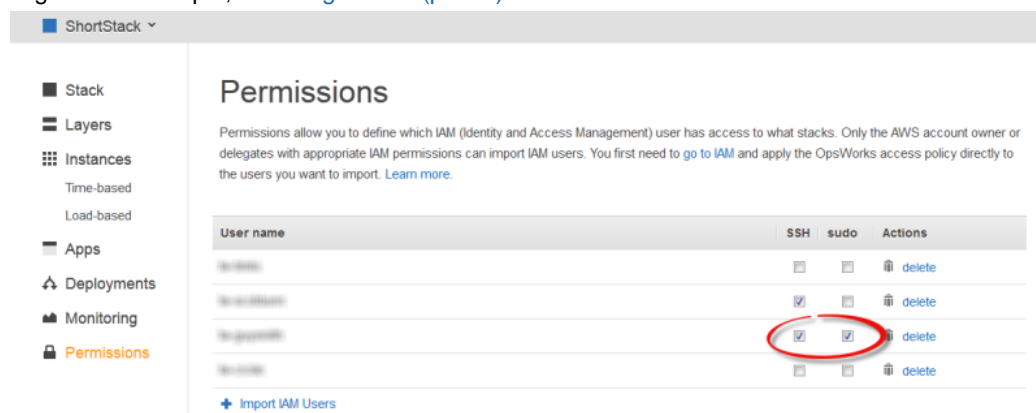 ShortStack
Stack
Layers
Instances
Time-based
Load-based
Apps
Deployments
Monitoring
Permissions
Permissions
Permissions allow you to define which IAM (Identity and Access Management) user has access to what stacks. Only the AWS account owner or
delegates with appropriate IAM permissions can import IAM users. You first need to go to IAM and apply the OpsWorks access policy directly to
the users you want to import. Learn more.
User name SSH sudo Actions
delete
delete
delete
delete
Import IAM Users